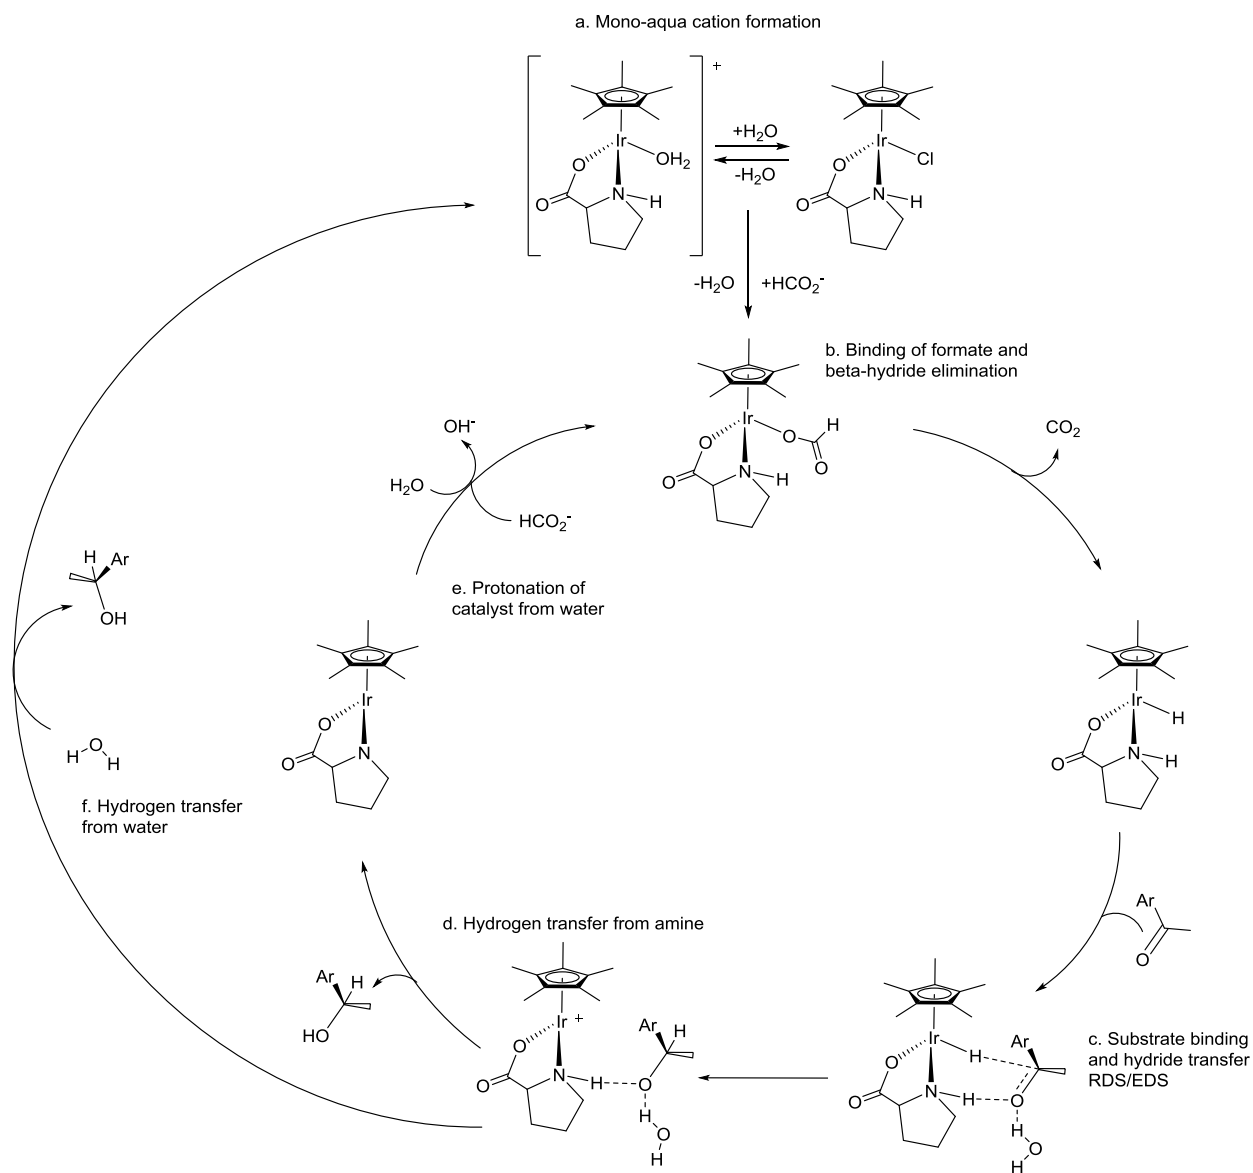 a. Mono-aqua cation formation
+
Ir
O
OH2
O
N
H
+H2O
-H2O
Ir
O
Cl
O
N
H
-H2O
+HCO2-
b. Binding of formate and
beta-hydride elimination
Ir
O
O
H
O
O
N
H
OH-
H2O
HCO2-
CO2
e. Protonation of
catalyst from water
H
Ar
OH
Ir
O
O
N
H
O
H
f. Hydrogen transfer
from water
Ir
H
O
O
N
H
Ar
O
d. Hydrogen transfer from amine
Ar
H
HO
Ir
+
O
O
N
H
Ar
H
O
H
O
H
Ir
H
O
O
N
H
Ar
O
H
O
H
c. Substrate binding
and hydride transfer
RDS/EDS